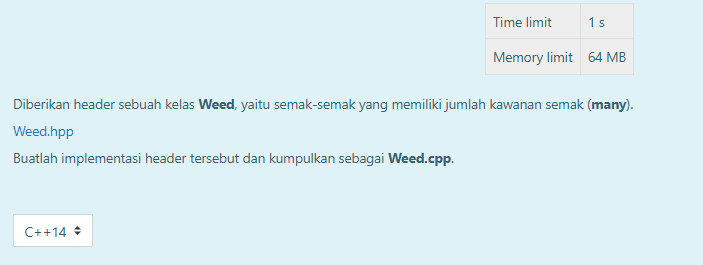 Time limit 1 s
Memory limit 64 MB
Diberikan header sebuah kelas Weed, yaitu semak-semak yang memiliki jumlah kawanan semak (many).
Weed.hpp
Buatlah implementasi header tersebut dan kumpulkan sebagai Weed.cpp.
C++14